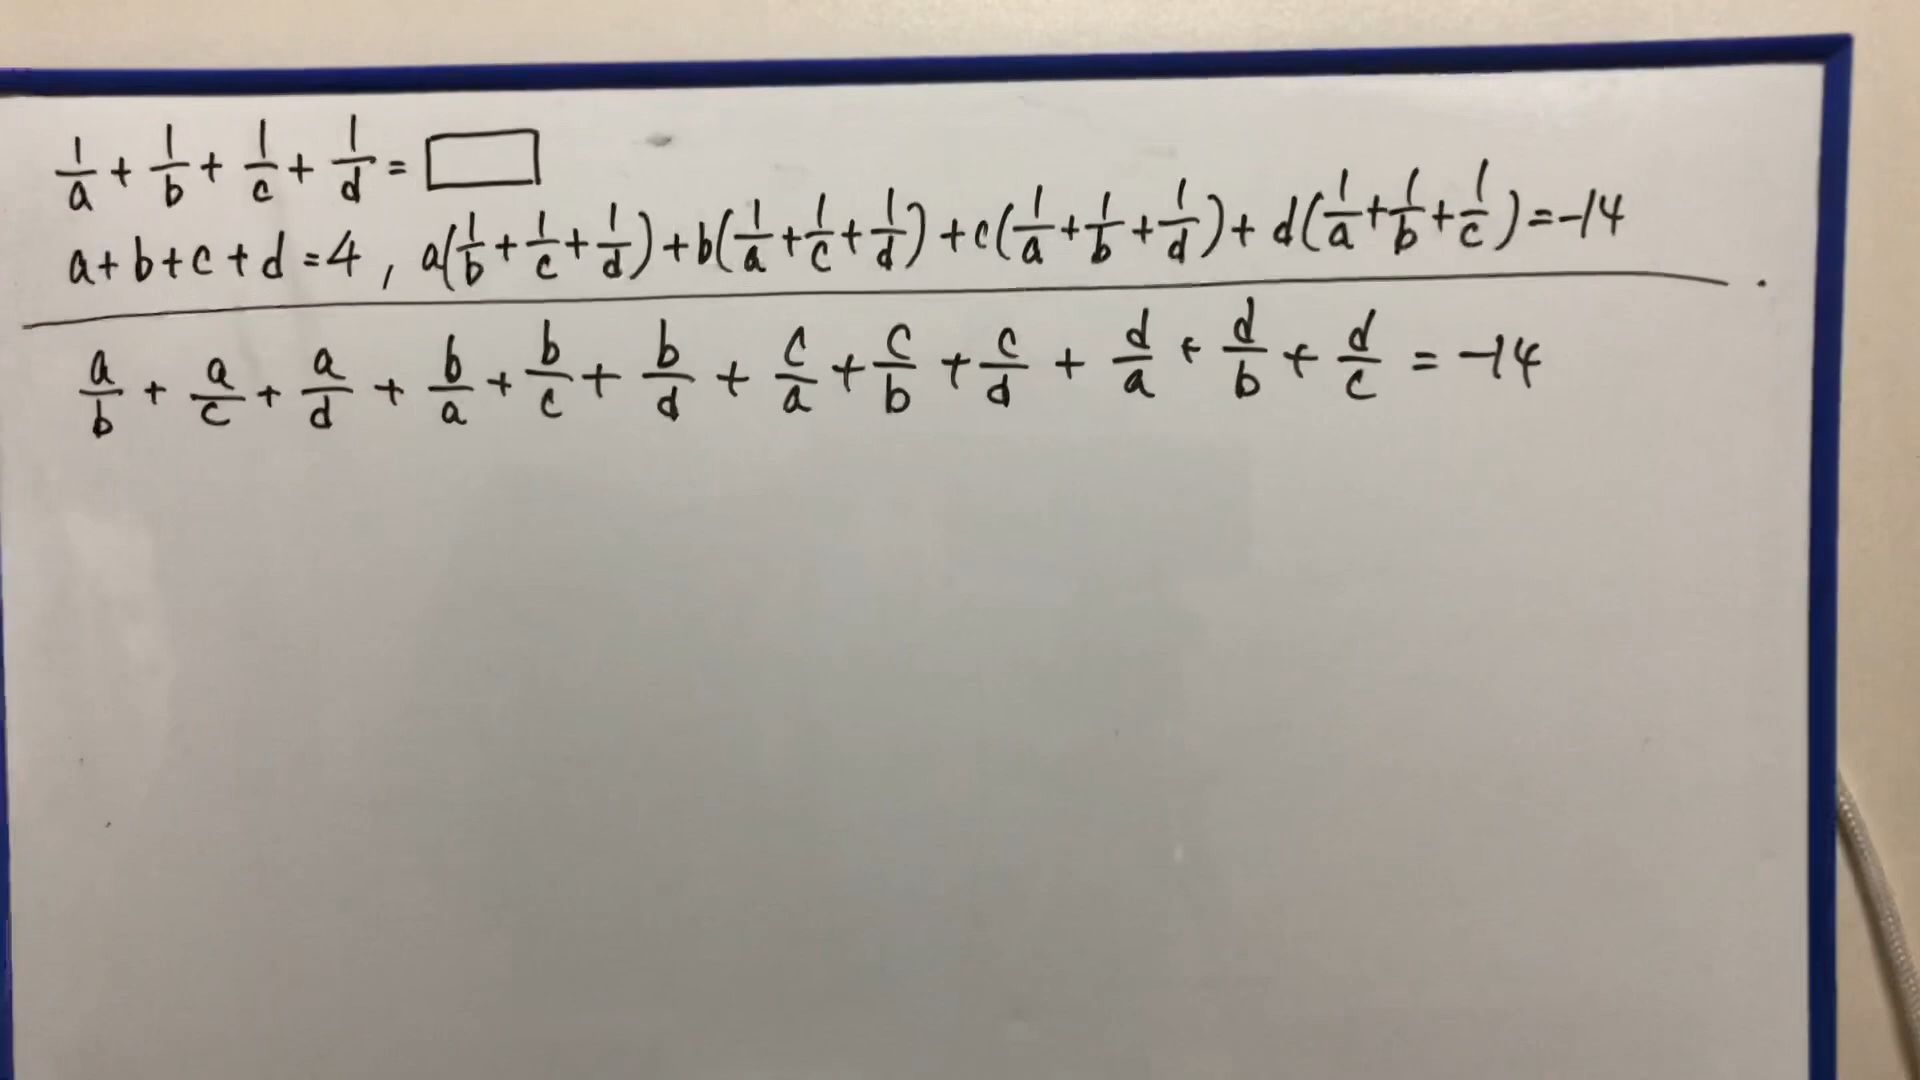 1/a + 1/b + 1/c + 1/d = □
a+b+c+d=4, a(1/b+1/c+1/d)+b(1/a+1/c+1/d)+c(1/a+1/b+1/d)+d(1/a+1/b+1/c)=-14
a/b + a/c + a/d + b/a + b/c + b/d + c/a + c/b + c/d + d/a + d/b + d/c = -14